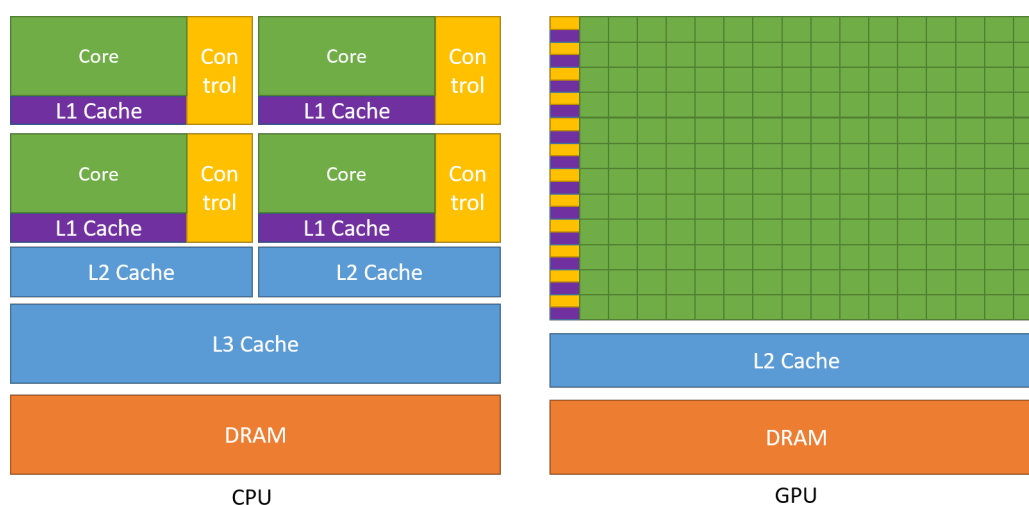 Core
Con
trol
L1 Cache
Core
Con
trol
L1 Cache
Core
Con
trol
L1 Cache
Core
Con
trol
L1 Cache
L2 Cache
L2 Cache
L3 Cache
DRAM
CPU
L2 Cache
DRAM
GPU